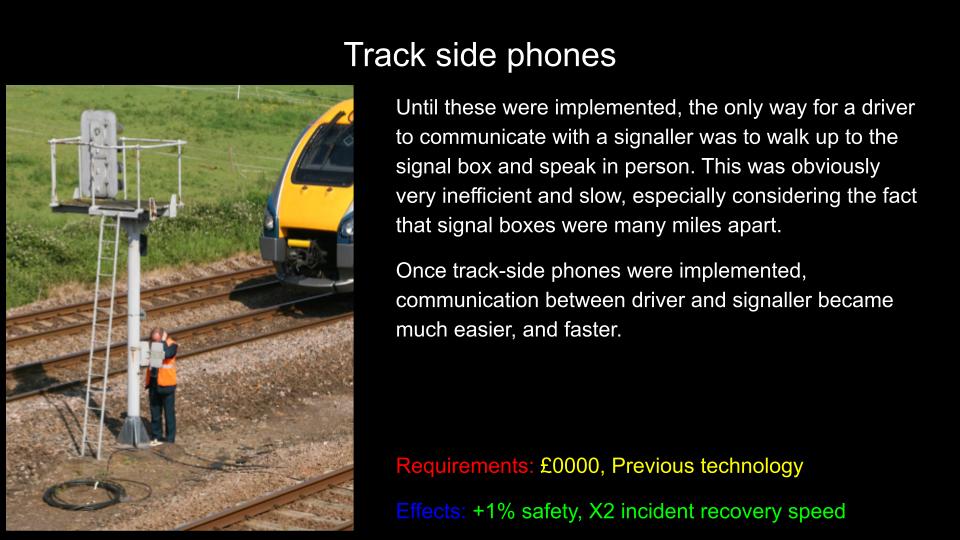 Track side phones
Until these were implemented, the only way for a driver
to communicate with a signaller was to walk up to the
signal box and speak in person. This was obviously
very inefficient and slow, especially considering the fact
that signal boxes were many miles apart.
Once track-side phones were implemented,
communication between driver and signaller became
much easier, and faster.
Requirements: £0000, Previous technology
Effects: +1% safety, X2 incident recovery speed